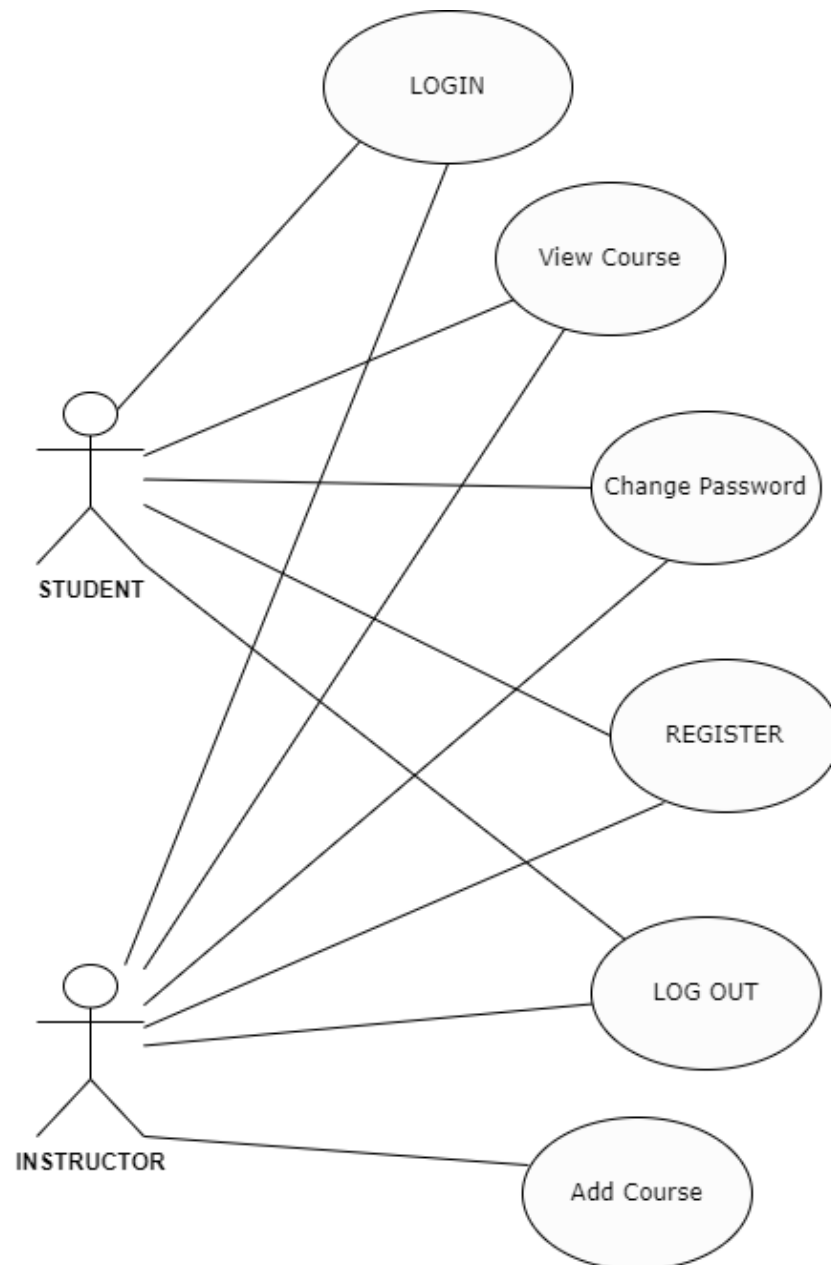 LOGIN
View Course
Change Password
STUDENT
REGISTER
LOG OUT
INSTRUCTOR
Add Course